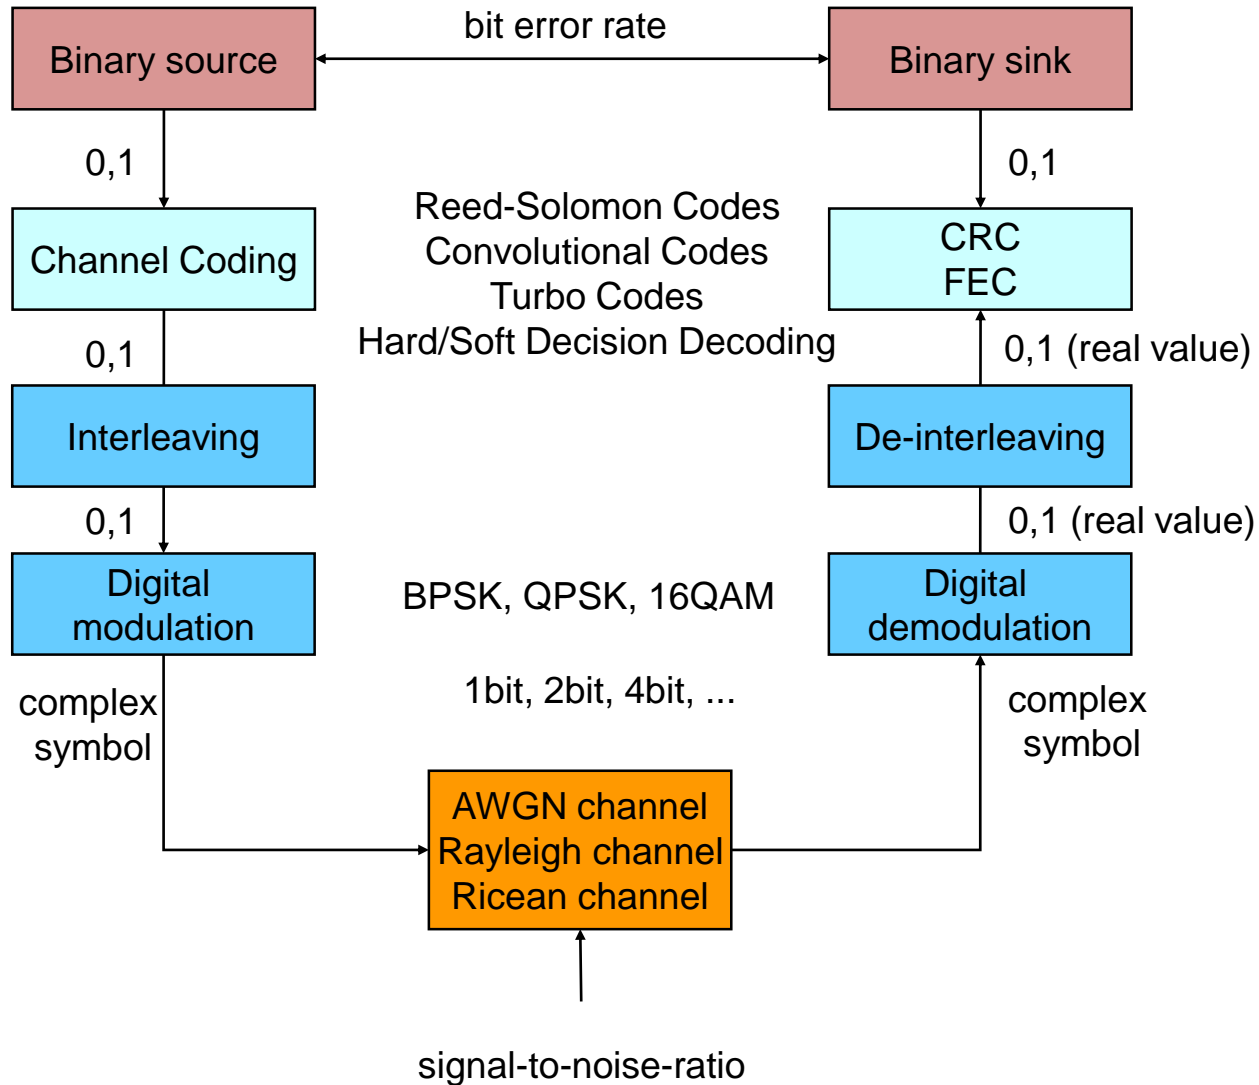 bit error rate
Binary source
Binary sink
0,1
0,1
Reed-Solomon Codes
Convolutional Codes
Turbo Codes
Hard/Soft Decision Decoding
Channel Coding
CRC
FEC
0,1
0,1 (real value)
Interleaving
De-interleaving
0,1
0,1 (real value)
Digital
modulation
BPSK, QPSK, 16QAM
Digital
demodulation
1bit, 2bit, 4bit, ...
complex
symbol
complex
symbol
AWGN channel
Rayleigh channel
Ricean channel
signal-to-noise-ratio